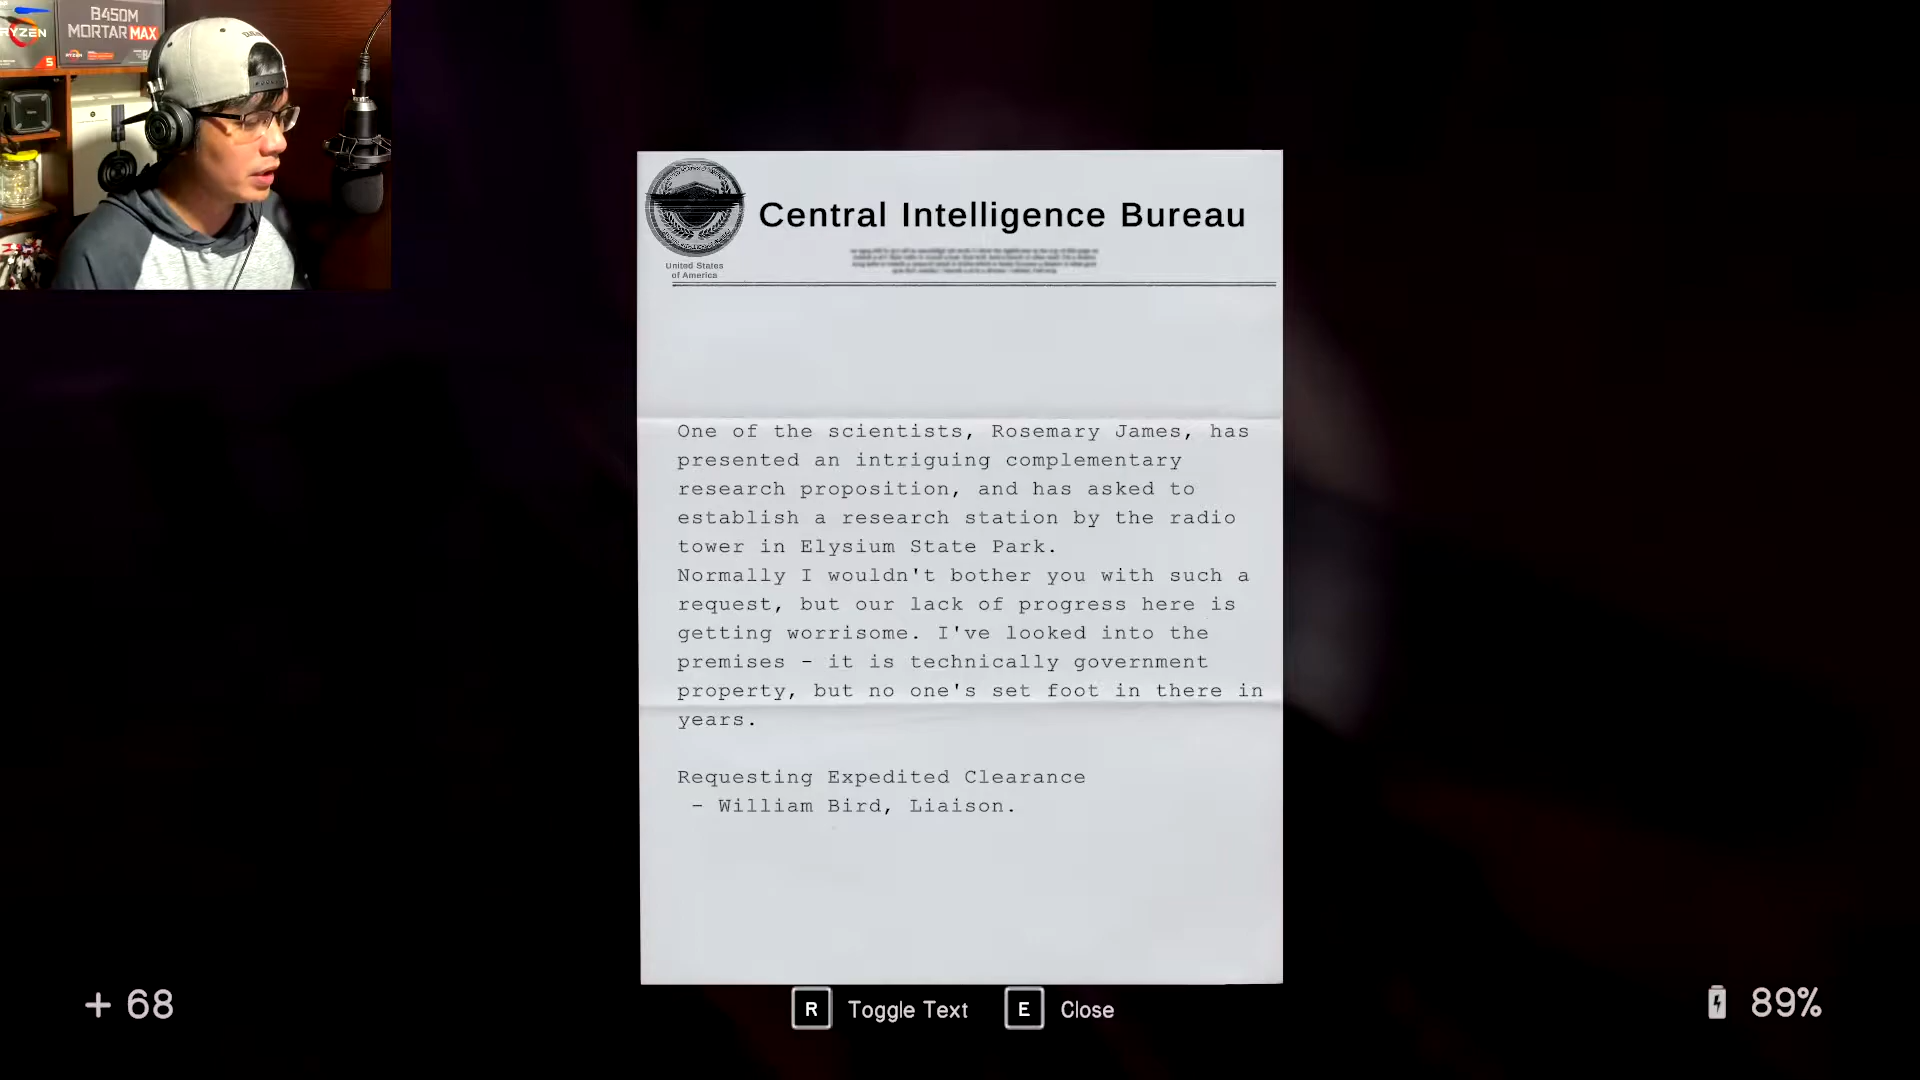 RYZEN
5
B450M
MORTAR MAX
RYZEN
Central Intelligence Bureau
United States
of America
One of the scientists, Rosemary James, has
presented an intriguing complementary
research proposition, and has asked to
establish a research station by the radio
tower in Elysium State Park.
Normally I wouldn't bother you with such a
request, but our lack of progress here is
getting worrisome. I've looked into the
premises - it is technically government
property, but no one's set foot in there in
years.
Requesting Expedited Clearance
- William Bird, Liaison.
+ 68
R Toggle Text E Close
89%